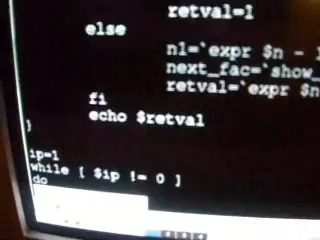 retval=1
else
n1=`expr $n -
next_fac=`show_
retval=`expr $n
fi
echo $retval
}
ip=1
while [ $ip != 0 ]
do